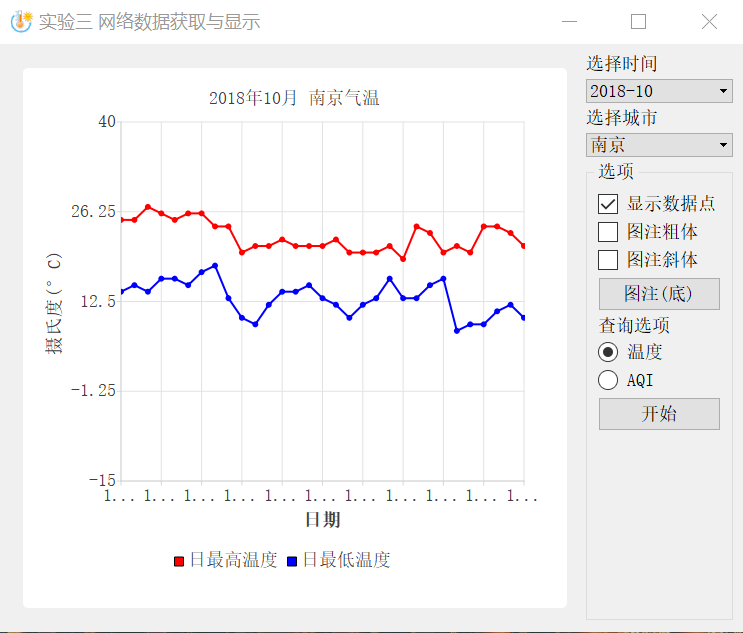 实验三 网络数据获取与显示
2018年10月 南京气温
40
26.25
12.5
-1.25
-15
摄氏度(°C)
1... 1... 1... 1... 1... 1... 1... 1... 1... 1... 1...
日期
日最高温度 日最低温度
选择时间
2018-10
选择城市
南京
选项
显示数据点
图注粗体
图注斜体
图注(底)
查询选项
温度
AQI
开始